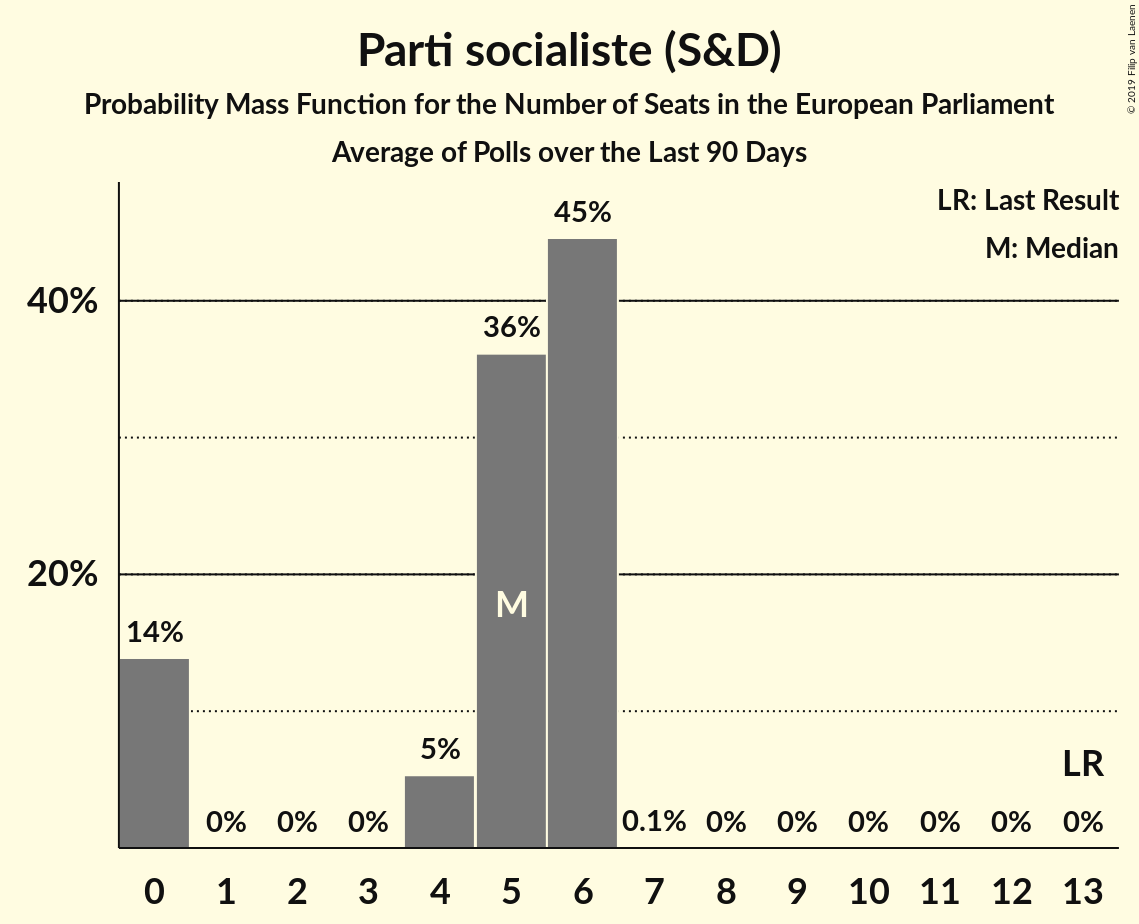 Parti socialiste (S&D)
Probability Mass Function for the Number of Seats in the European Parliament
Average of Polls over the Last 90 Days
© 2019 Filip van Laenen
LR: Last Result
M: Median
45%
40%
36%
20%
M
14%
5%
LR
0% 0% 0% 0.1% 0% 0% 0% 0% 0% 0%
0 1 2 3 4 5 6 7 8 9 10 11 12 13